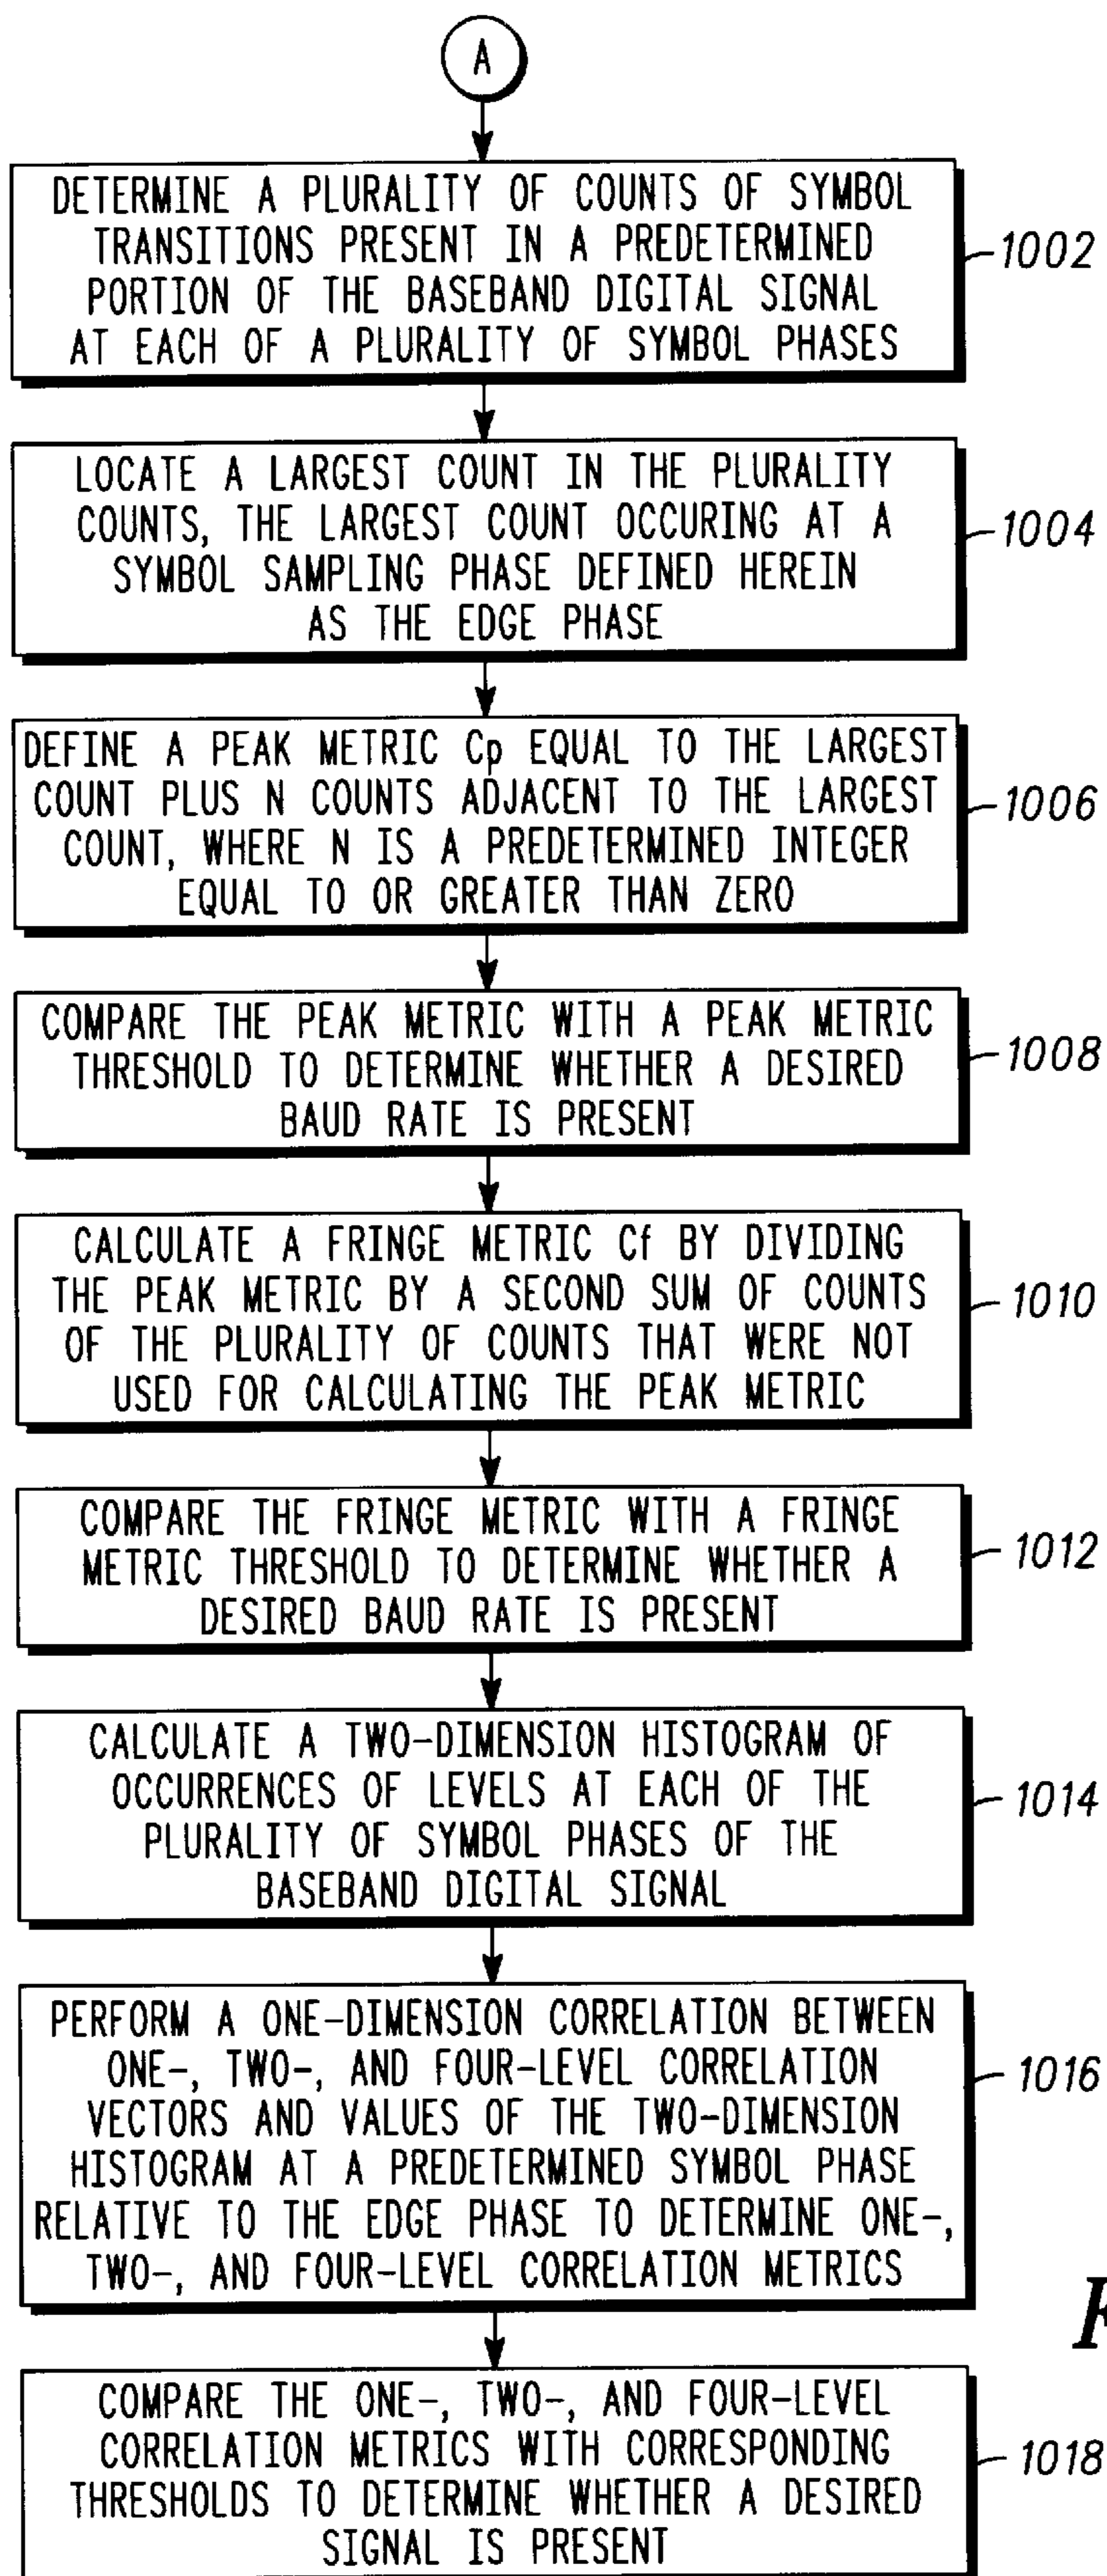 A
DETERMINE A PLURALITY OF COUNTS OF SYMBOL
TRANSITIONS PRESENT IN A PREDETERMINED
PORTION OF THE BASEBAND DIGITAL SIGNAL
AT EACH OF A PLURALITY OF SYMBOL PHASES
1002
LOCATE A LARGEST COUNT IN THE PLURALITY
COUNTS, THE LARGEST COUNT OCCURING AT A
SYMBOL SAMPLING PHASE DEFINED HEREIN
AS THE EDGE PHASE
1004
DEFINE A PEAK METRIC Cp EQUAL TO THE LARGEST
COUNT PLUS N COUNTS ADJACENT TO THE LARGEST
COUNT, WHERE N IS A PREDETERMINED INTEGER
EQUAL TO OR GREATER THAN ZERO
1006
COMPARE THE PEAK METRIC WITH A PEAK METRIC
THRESHOLD TO DETERMINE WHETHER A DESIRED
BAUD RATE IS PRESENT
1008
CALCULATE A FRINGE METRIC Cf BY DIVIDING
THE PEAK METRIC BY A SECOND SUM OF COUNTS
OF THE PLURALITY OF COUNTS THAT WERE NOT
USED FOR CALCULATING THE PEAK METRIC
1010
COMPARE THE FRINGE METRIC WITH A FRINGE
METRIC THRESHOLD TO DETERMINE WHETHER A
DESIRED BAUD RATE IS PRESENT
1012
CALCULATE A TWO-DIMENSION HISTOGRAM OF
OCCURRENCES OF LEVELS AT EACH OF THE
PLURALITY OF SYMBOL PHASES OF THE
BASEBAND DIGITAL SIGNAL
1014
PERFORM A ONE-DIMENSION CORRELATION BETWEEN
ONE-, TWO-, AND FOUR-LEVEL CORRELATION
VECTORS AND VALUES OF THE TWO-DIMENSION
HISTOGRAM AT A PREDETERMINED SYMBOL PHASE
RELATIVE TO THE EDGE PHASE TO DETERMINE ONE-,
TWO-, AND FOUR-LEVEL CORRELATION METRICS
1016
COMPARE THE ONE-, TWO-, AND FOUR-LEVEL
CORRELATION METRICS WITH CORRESPONDING
THRESHOLDS TO DETERMINE WHETHER A DESIRED
SIGNAL IS PRESENT
1018